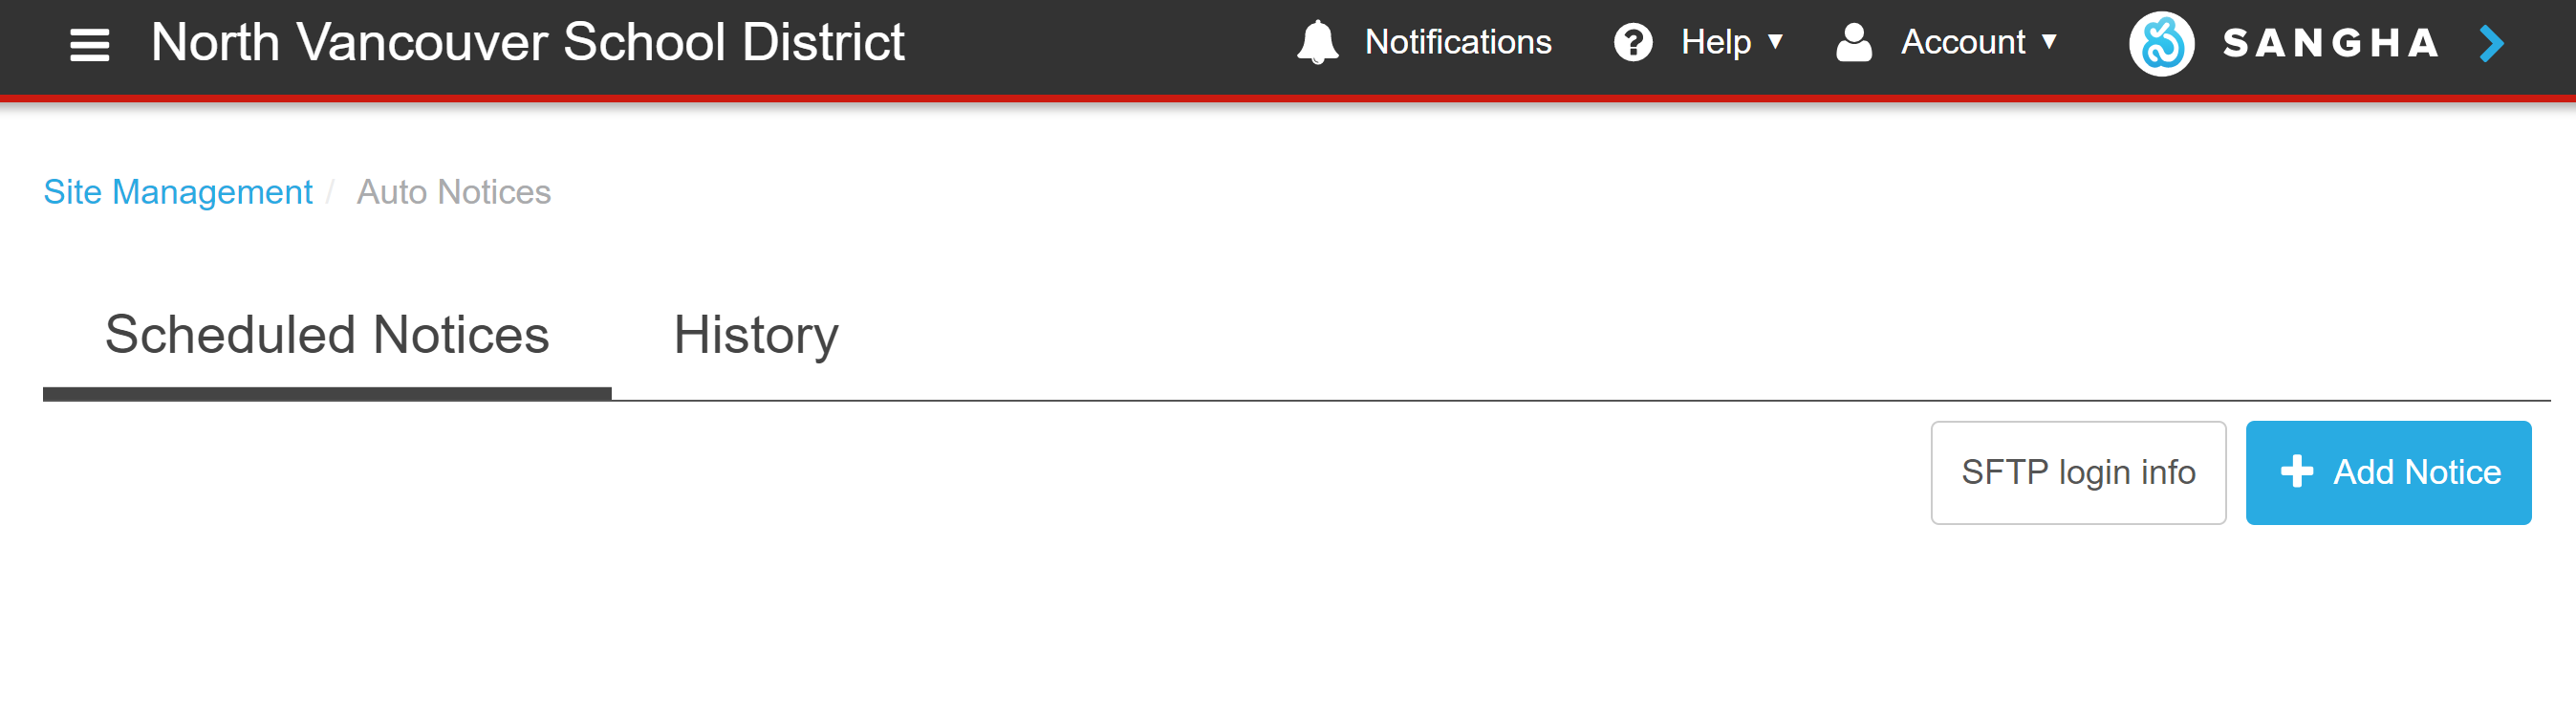 North Vancouver School District Notifications Help Account SANGHA
Site Management / Auto Notices
Scheduled Notices History
SFTP login info Add Notice